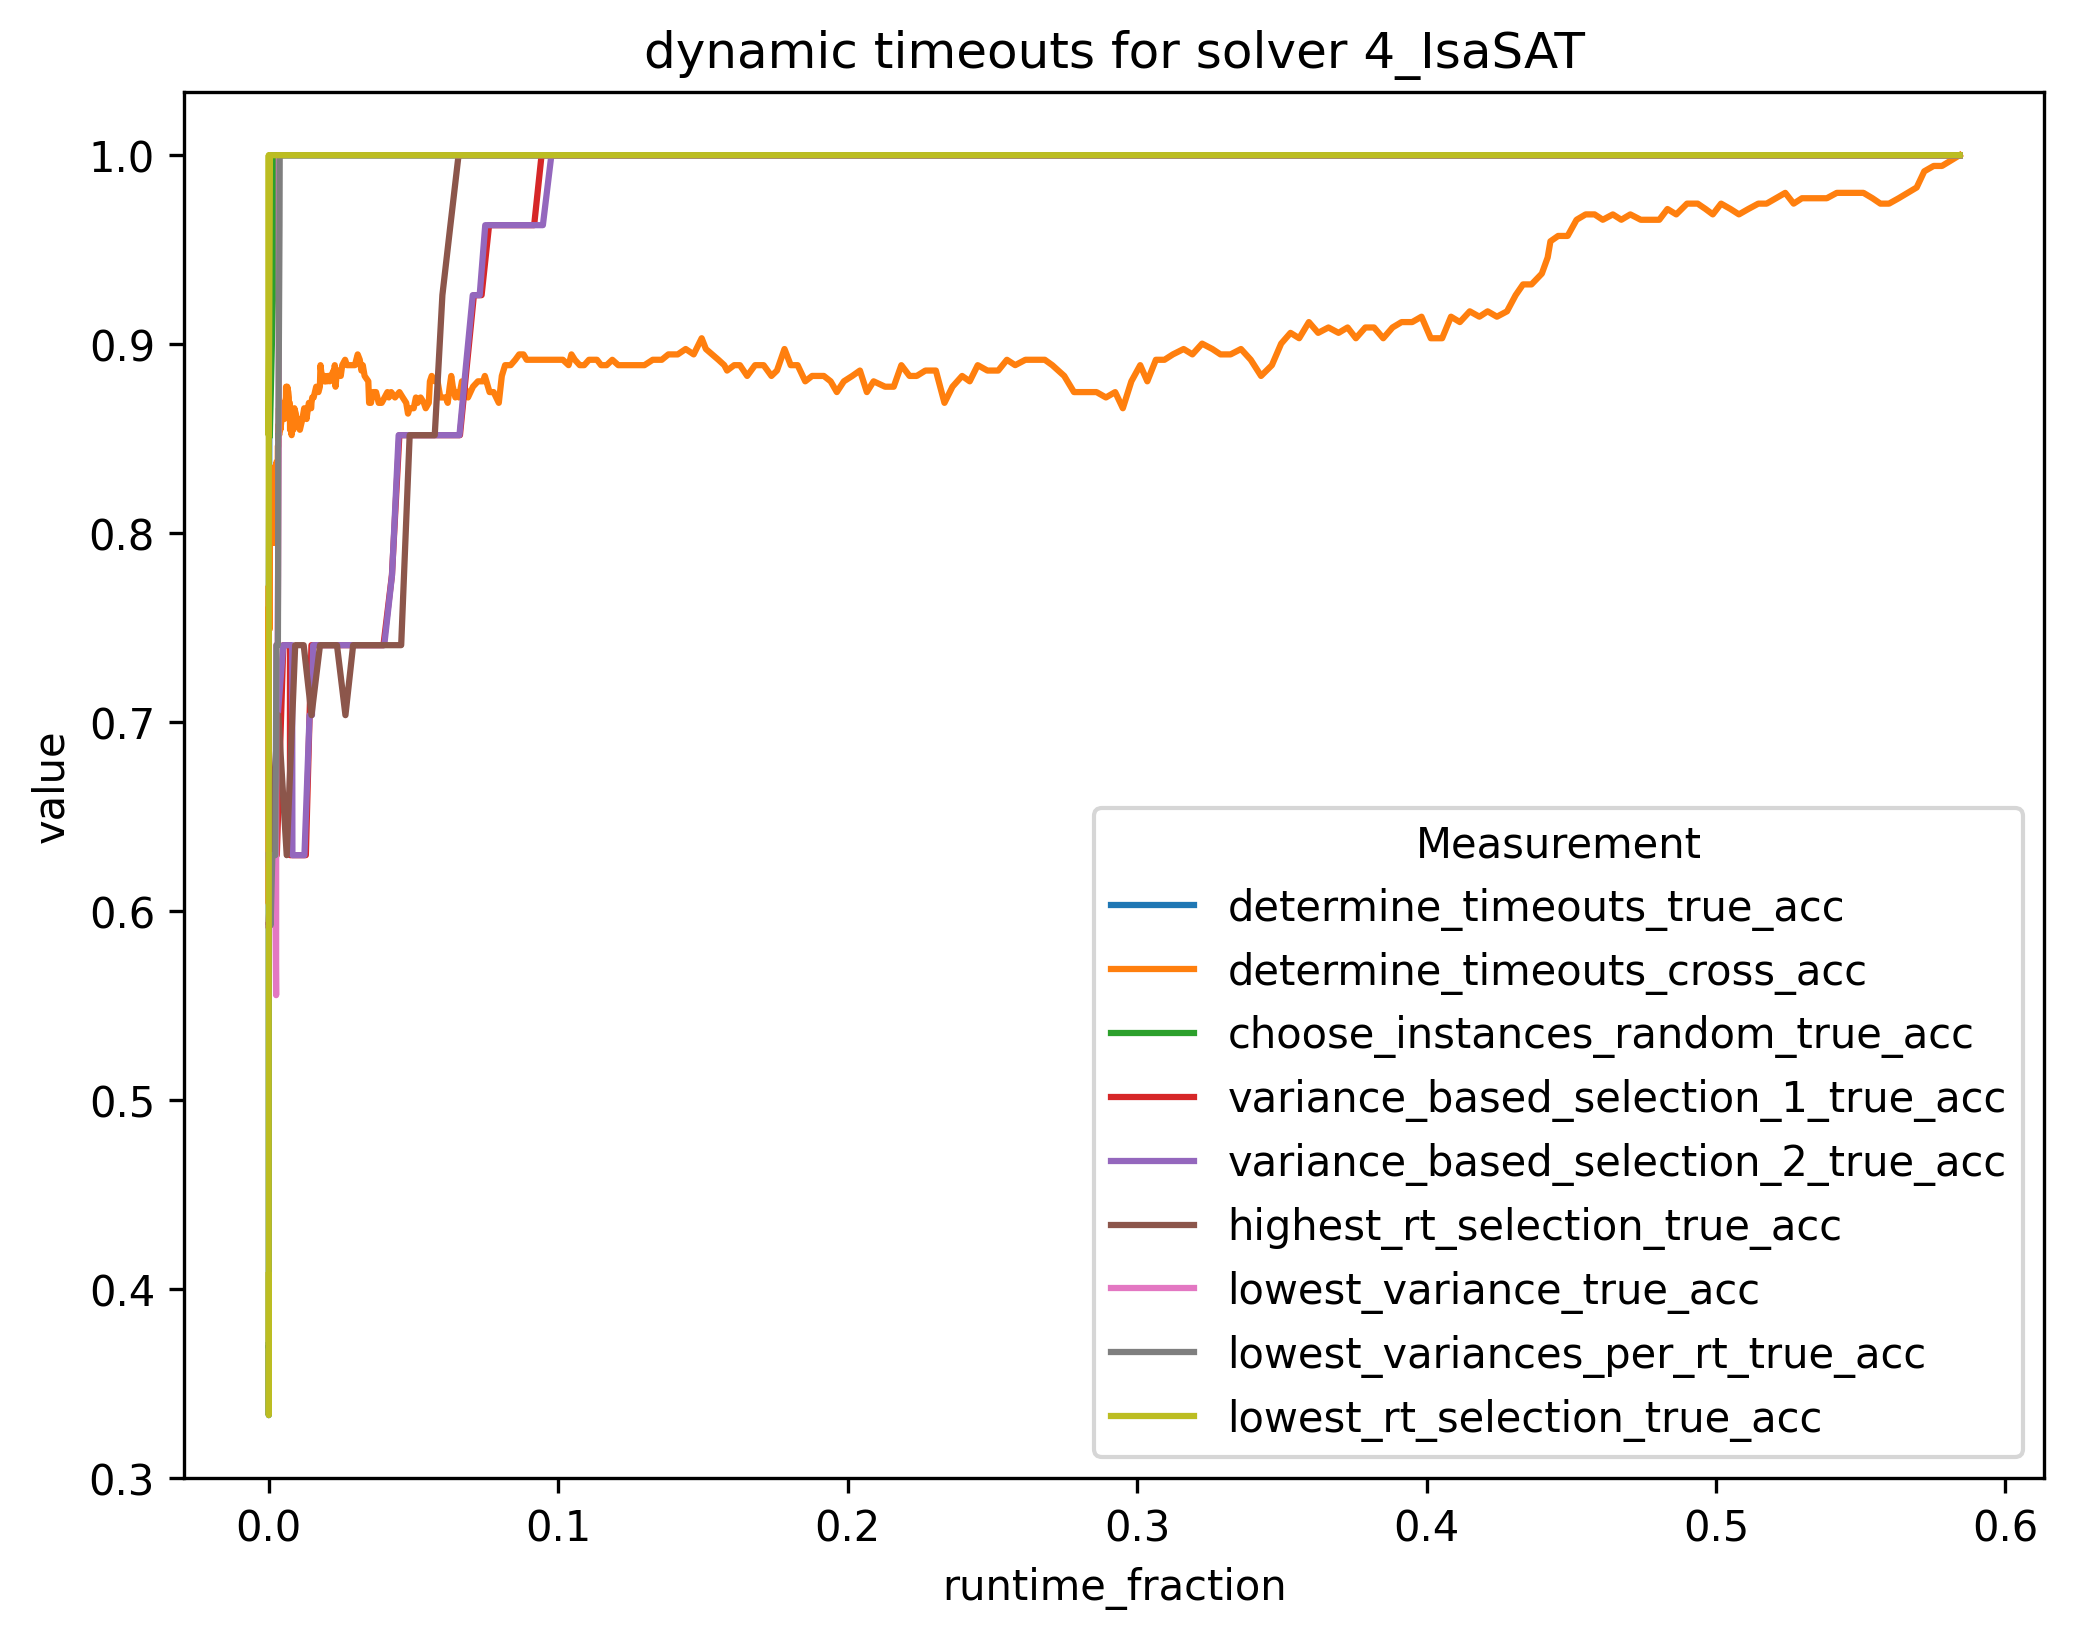 dynamic timeouts for solver 4_IsaSAT
1.0
0.9
0.8
0.7
0.6
0.5
0.4
0.3
value
0.0 0.1 0.2 0.3 0.4 0.5 0.6
runtime_fraction
Measurement
determine_timeouts_true_acc
determine_timeouts_cross_acc
choose_instances_random_true_acc
variance_based_selection_1_true_acc
variance_based_selection_2_true_acc
highest_rt_selection_true_acc
lowest_variance_true_acc
lowest_variances_per_rt_true_acc
lowest_rt_selection_true_acc